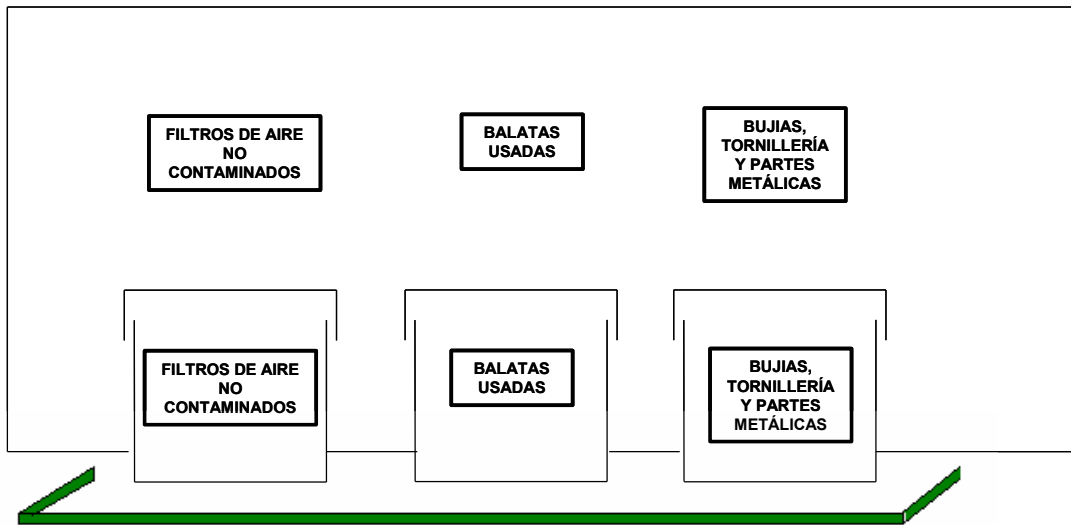 FILTROS DE AIRE
NO
CONTAMINADOS
BALATAS
USADAS
BUJIAS,
TORNILLERÍA
Y PARTES
METÁLICAS
FILTROS DE AIRE
NO
CONTAMINADOS
BALATAS
USADAS
BUJIAS,
TORNILLERÍA
Y PARTES
METÁLICAS